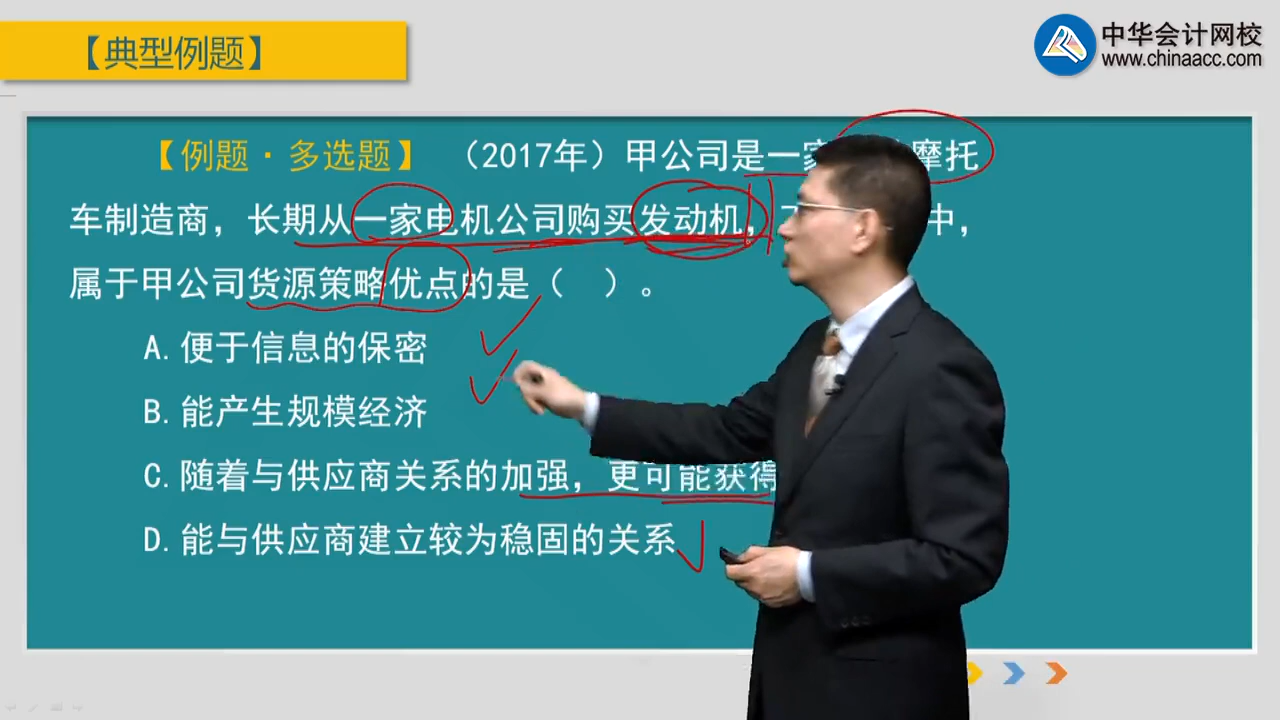 【典型例题】
中华会计网校
www.chinaacc.com
【例题·多选题】 （2017年）甲公司是一家 摩托
车制造商，长期从一家电机公司购买发动机， 中，
属于甲公司货源策略优点的是（ ）。
A. 便于信息的保密
B. 能产生规模经济
C. 随着与供应商关系的加强，更可能获得
D. 能与供应商建立较为稳固的关系